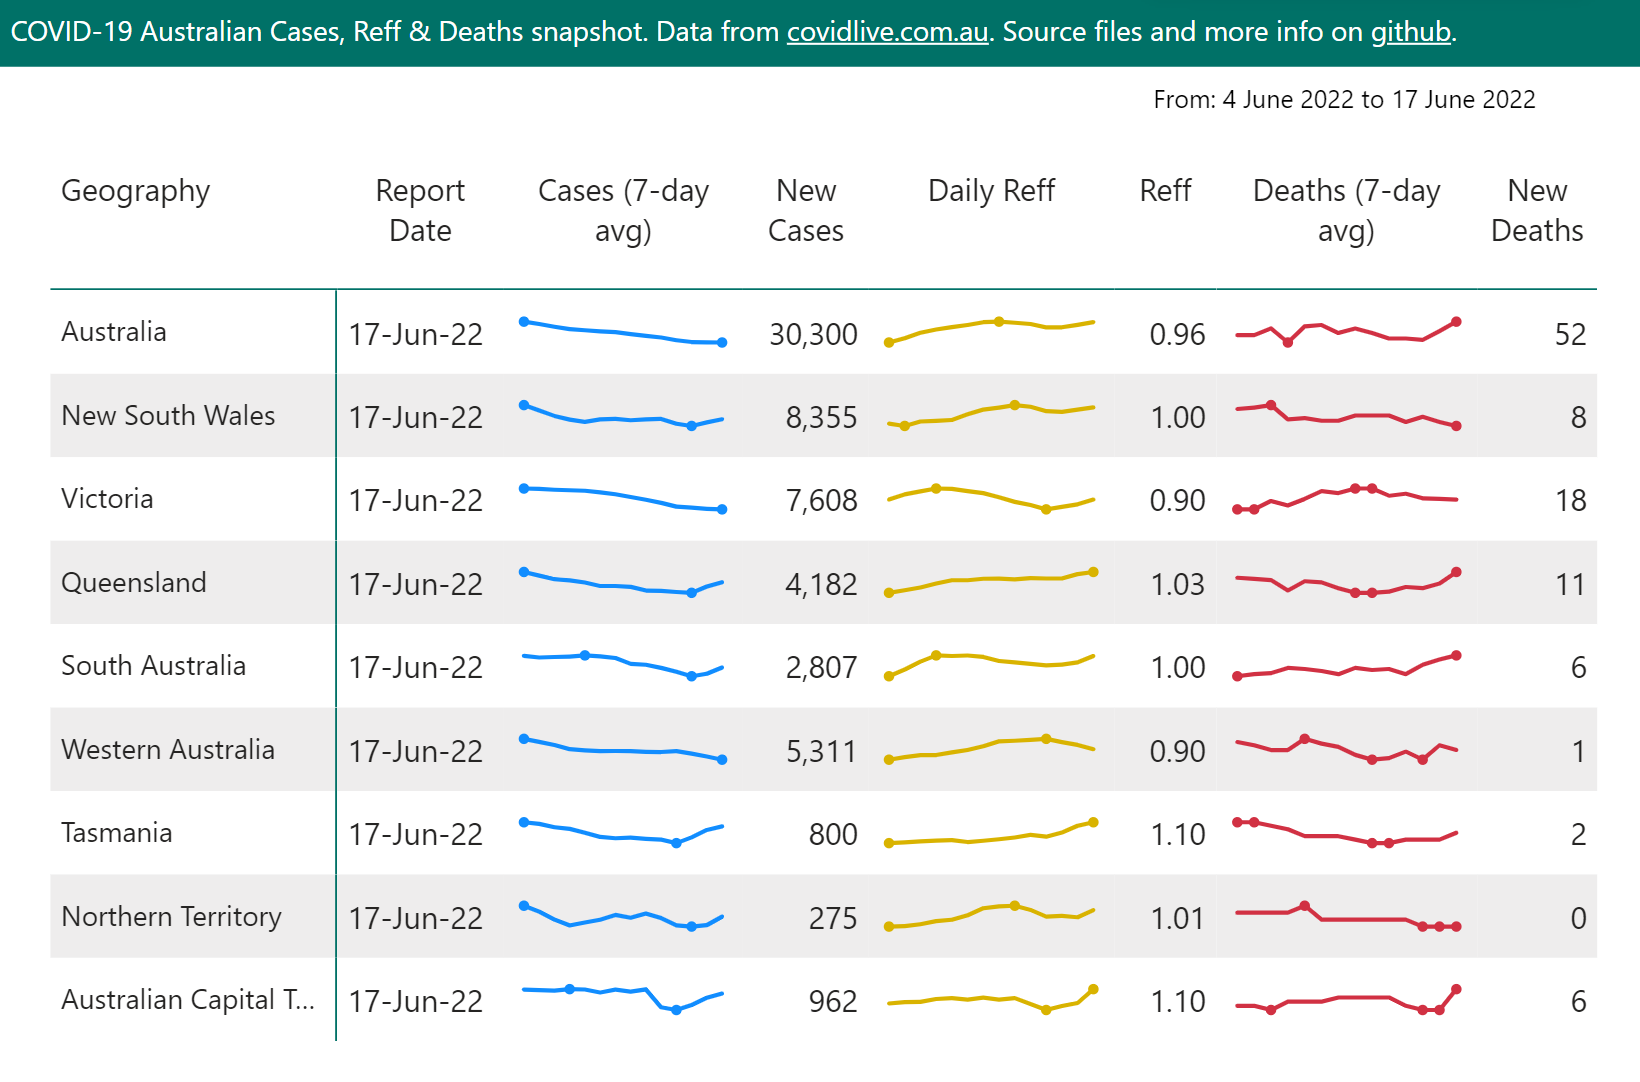 COVID-19 Australian Cases, Reff & Deaths snapshot. Data from covidlive.com.au. Source files and more info on github.
From: 4 June 2022 to 17 June 2022
Geography Report Date Cases (7-day avg) New Cases Daily Reff Reff Deaths (7-day avg) New Deaths
Australia 17-Jun-22 30,300 0.96 52
New South Wales 17-Jun-22 8,355 1.00 8
Victoria 17-Jun-22 7,608 0.90 18
Queensland 17-Jun-22 4,182 1.03 11
South Australia 17-Jun-22 2,807 1.00 6
Western Australia 17-Jun-22 5,311 0.90 1
Tasmania 17-Jun-22 800 1.10 2
Northern Territory 17-Jun-22 275 1.01 0
Australian Capital T... 17-Jun-22 962 1.10 6